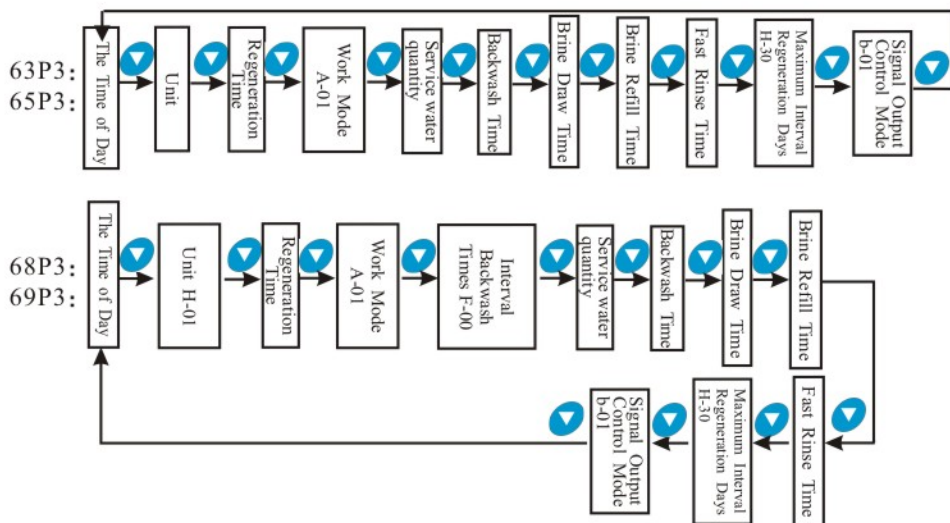 63P3:
65P3:
The Time of Day
Unit
Regeneration
Time
Work Mode
A-01
Service water
quantity
Backwash Time
Brine Draw Time
Brine Refill Time
Fast Rinse Time
Maximum Interval
Regeneration Days
H-30
Signal Output
Control Mode
b-01
68P3:
69P3:
The Time of Day
Unit H-01
Regeneration
Time
Work Mode
A-01
Interval
Backwash
Times F-00
Service water
quantity
Backwash Time
Brine Draw Time
Brine Refill Time
Fast Rinse Time
Maximum Interval
Regeneration Days
H-30
Signal Output
Control Mode
b-01